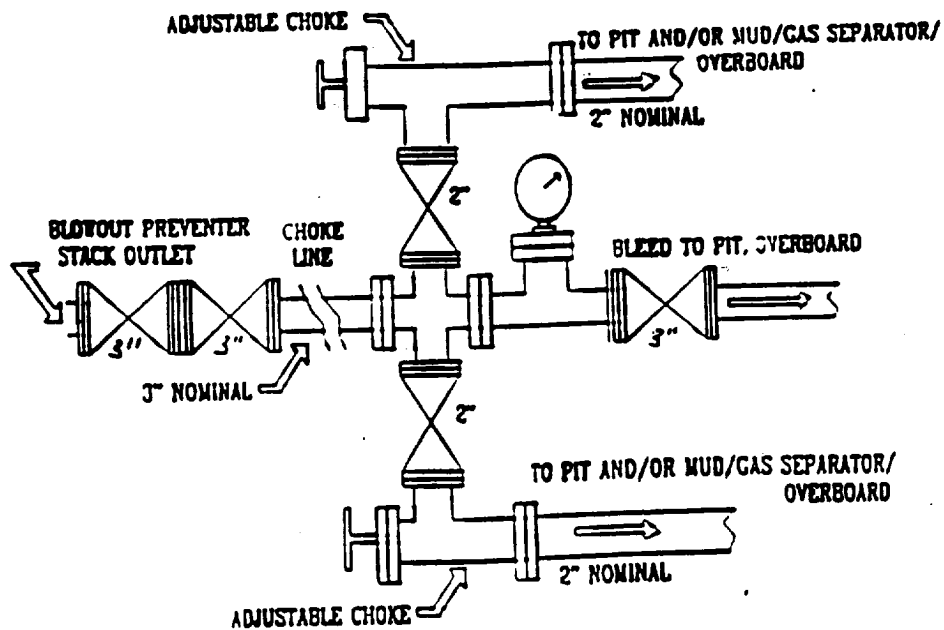 ADJUSTABLE CHOKE
TO PIT AND/OR MUD/GAS SEPARATOR/
OVERBOARD
2" NOMINAL
2"
BLOWOUT PREVENTER
STACK OUTLET
CHOKE
LINE
BLEED TO PIT, OVERBOARD
3"
3"
3"
3" NOMINAL
2"
TO PIT AND/OR MUD/GAS SEPARATOR/
OVERBOARD
2" NOMINAL
ADJUSTABLE CHOKE